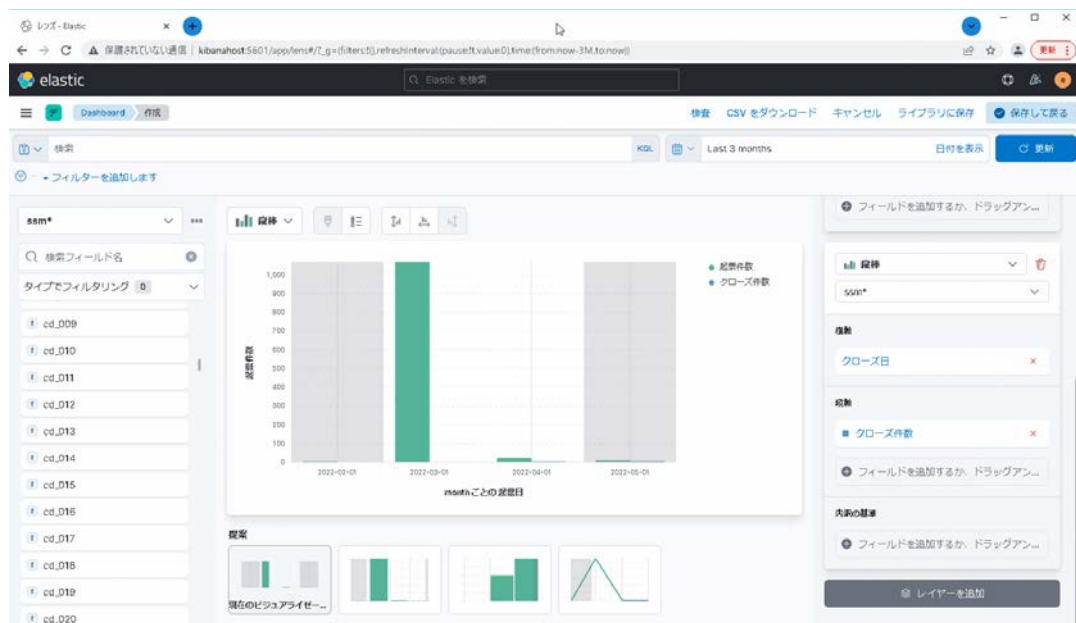 レンズ - Elastic
保護されていない通信 | kibanahost:5601/app/lens#/?_g=(filters:!(),refreshInterval:(pause:!t,value:0),time:(from:now-3M,to:now))
更新
elastic
Elastic を検索
デ Dashboard 作成
検査 CSV をダウンロード キャンセル ライブラリに保存 保存して戻る
検索 KQL Last 3 months 日付を表示 更新
+ フィルターを追加します
ssm*
検索フィールド名
タイプでフィルタリング 0
cd_009
cd_010
cd_011
cd_012
cd_013
cd_014
cd_015
cd_016
cd_017
cd_018
cd_019
cd_020
段棒
起票件数
クローズ件数
1,000
900
800
700
600
500
400
300
200
100
0
起票件数
2022-02-01 2022-03-01 2022-04-01 2022-05-01
monthごとの起票日
提案
現在のビジュアライゼー...
フィールドを追加するか、ドラッグアン...
段棒
ssm*
横軸
クローズ日
縦軸
クローズ件数
フィールドを追加するか、ドラッグアン...
内訳の基準
フィールドを追加するか、ドラッグアン...
レイヤーを追加